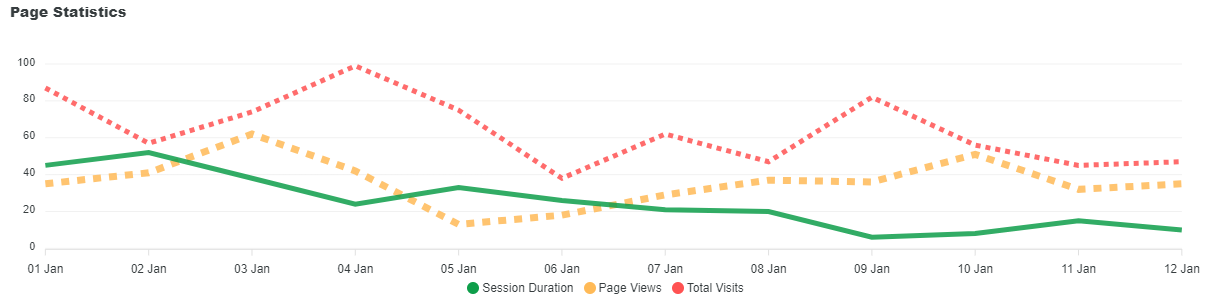 Page Statistics
100
80
60
40
20
0
01 Jan 02 Jan 03 Jan 04 Jan 05 Jan 06 Jan 07 Jan 08 Jan 09 Jan 10 Jan 11 Jan 12 Jan
Session Duration Page Views Total Visits